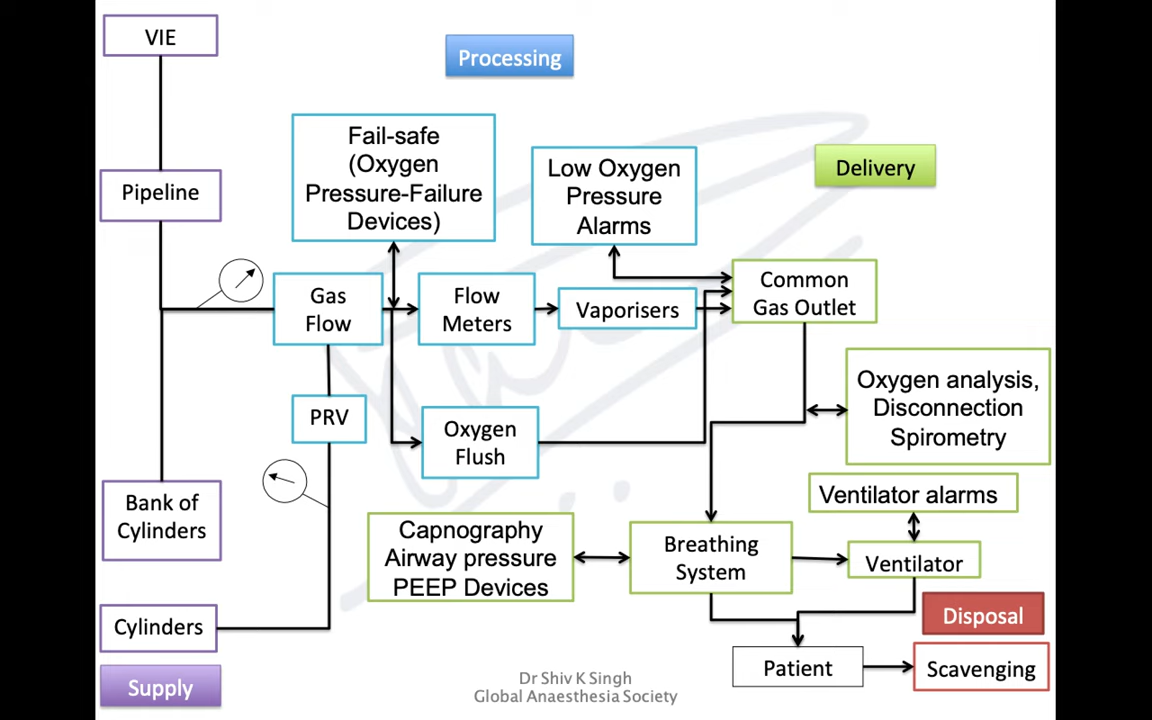 VIE
Processing
Fail-safe
(Oxygen
Pressure-Failure
Devices)
Low Oxygen
Pressure
Alarms
Delivery
Pipeline
Gas
Flow
Flow
Meters
Vaporisers
Common
Gas Outlet
PRV
Oxygen
Flush
Oxygen analysis,
Disconnection
Spirometry
Bank of
Cylinders
Capnography
Airway pressure
PEEP Devices
Breathing
System
Ventilator alarms
Ventilator
Cylinders
Disposal
Supply
Patient
Scavenging
Dr Shiv K Singh
Global Anaesthesia Society